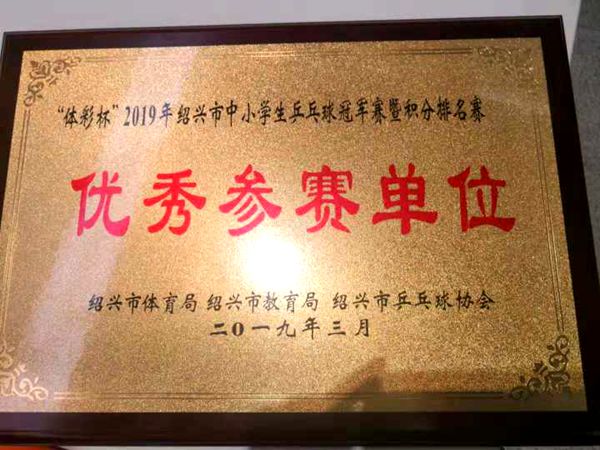 “体彩杯”2019年绍兴市中小学生乒乓球冠军赛暨积分排名赛
优秀参赛单位
绍兴市体育局 绍兴市教育局 绍兴市乒乓球协会
二〇一九年三月